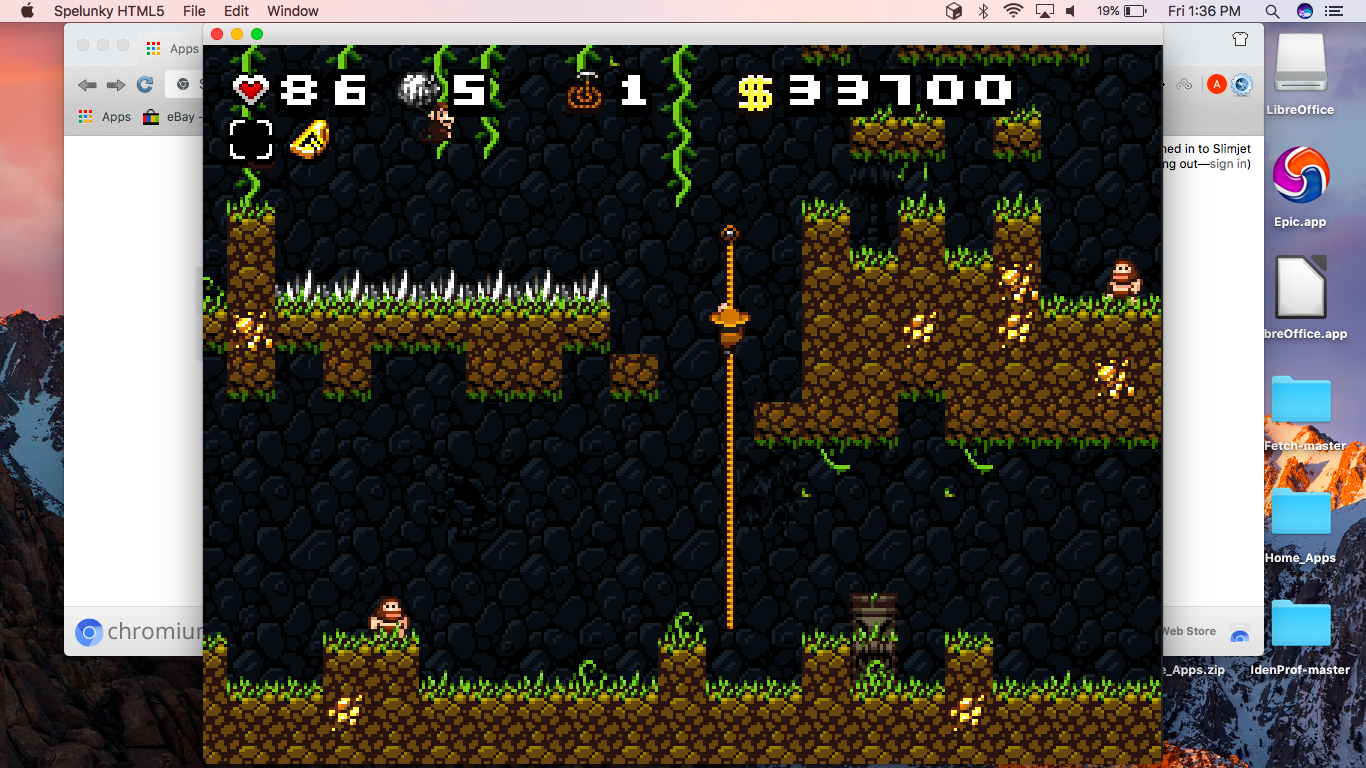 Spelunky HTML5 File Edit Window 19% Fri 1:36 PM
Apps
Apps eBay
86 5 1 $33700
A
ned in to Slimjet
ng out—sign in)
LibreOffice
Epic.app
breOffice.app
Fetch-master
Home_Apps
chromiu
Web Store
e_Apps.zip IdenProf-master